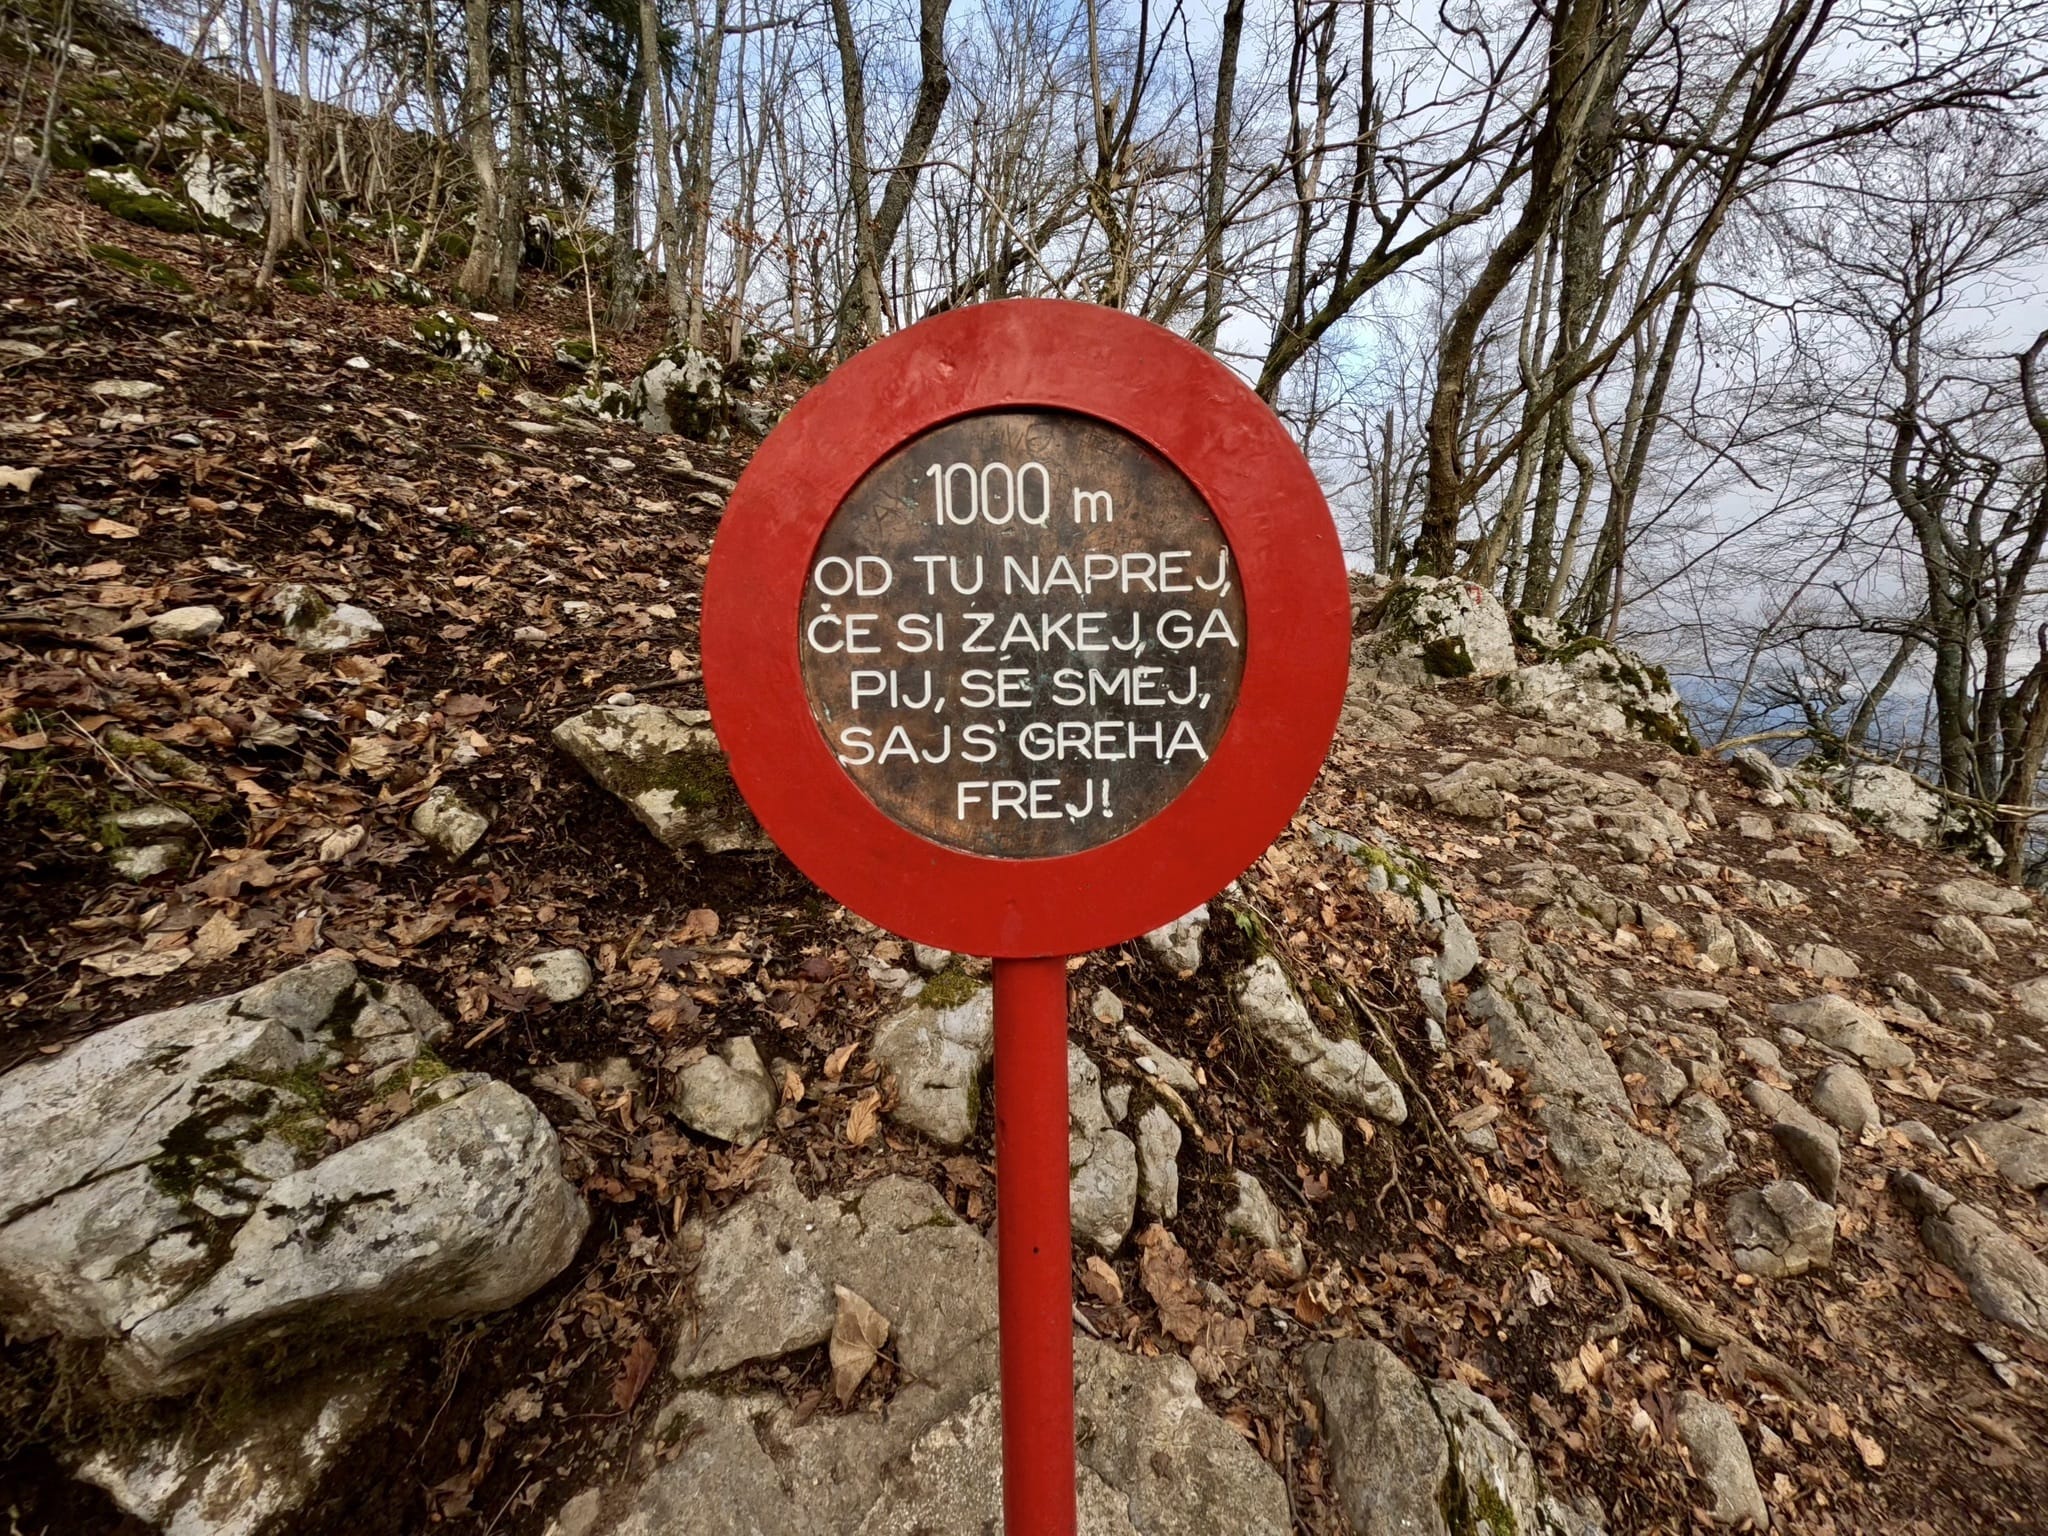 1000 m
OD TU NAPREJ,
ČE SI ŽAKEJ, GA
PIJ, SE SMEJ,
SAJ S' GREHA
FREJ!